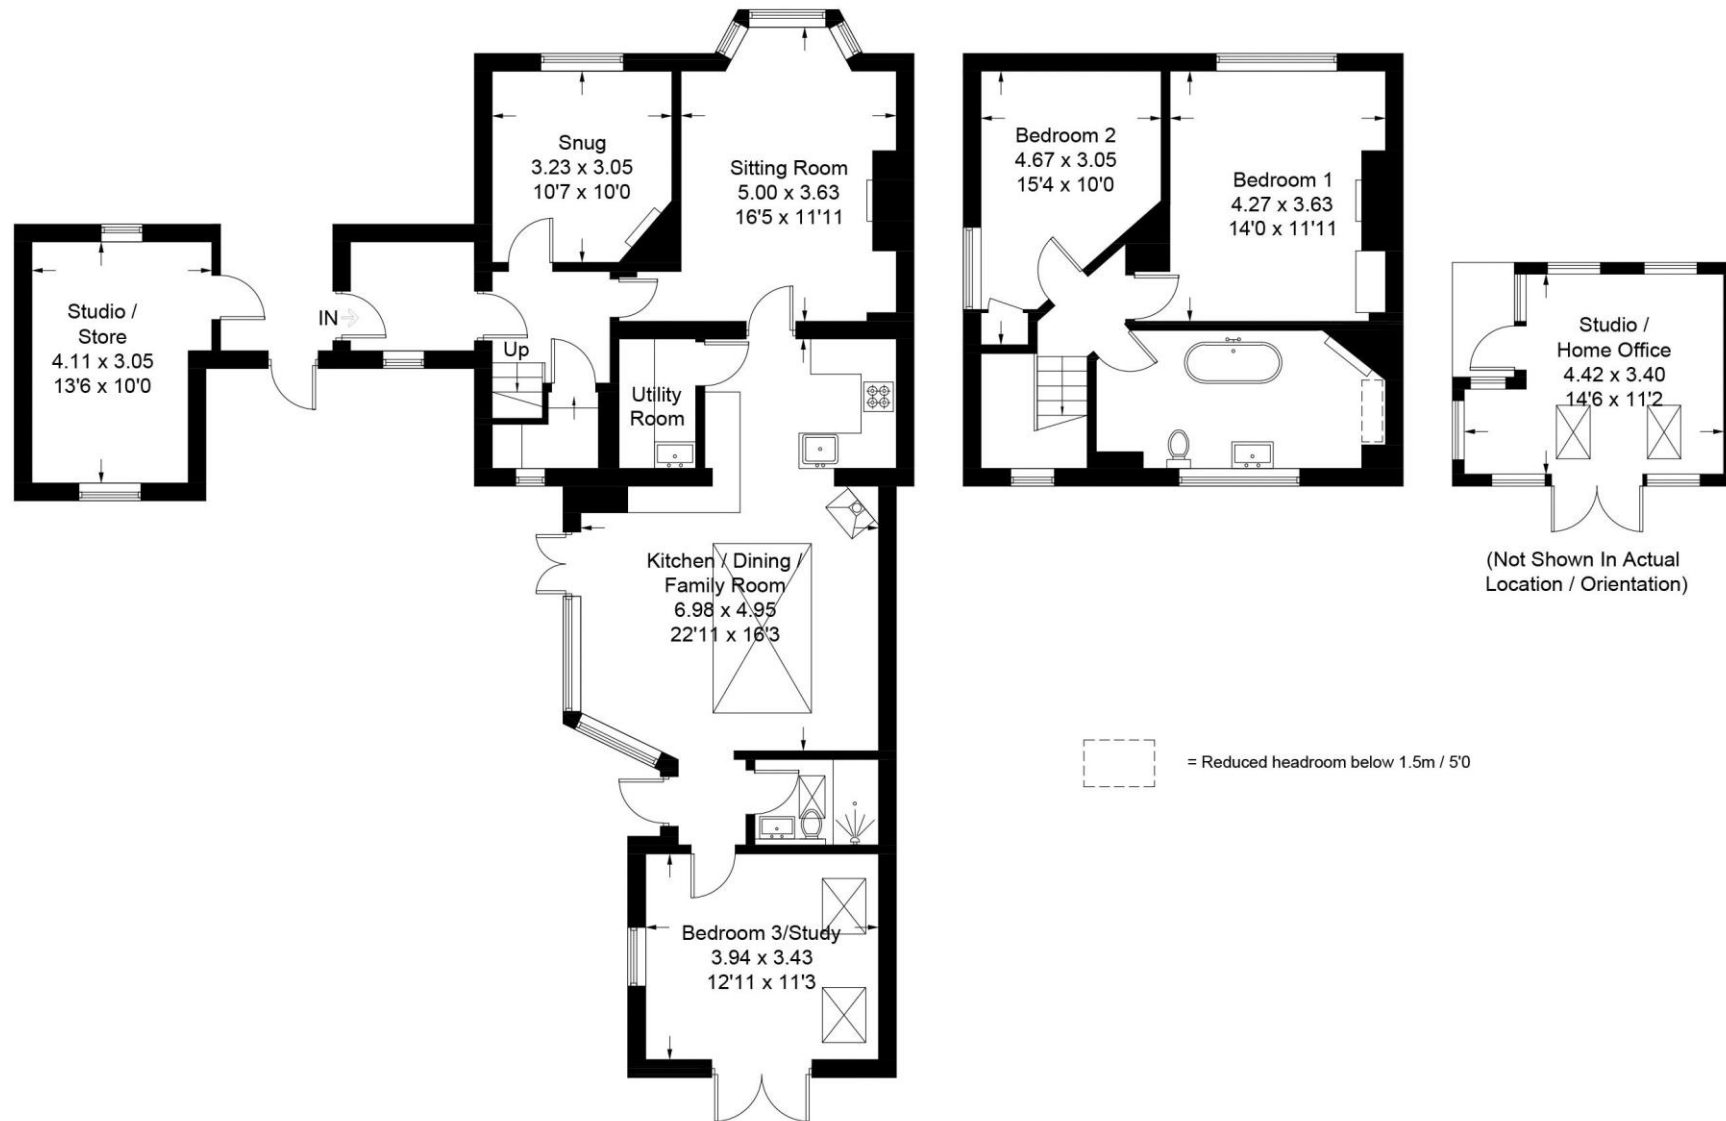 Snug
3.23 x 3.05
10'7 x 10'0
Sitting Room
5.00 x 3.63
16'5 x 11'11
Bedroom 2
4.67 x 3.05
15'4 x 10'0
Bedroom 1
4.27 x 3.63
14'0 x 11'11
Studio /
Store
4.11 x 3.05
13'6 x 10'0
IN
Up
Utility
Room
Studio /
Home Office
4.42 x 3.40
14'6 x 11'2
(Not Shown In Actual
Location / Orientation)
Kitchen / Dining /
Family Room
6.98 x 4.95
22'11 x 16'3
= Reduced headroom below 1.5m / 5'0
Bedroom 3/Study
3.94 x 3.43
12'11 x 11'3